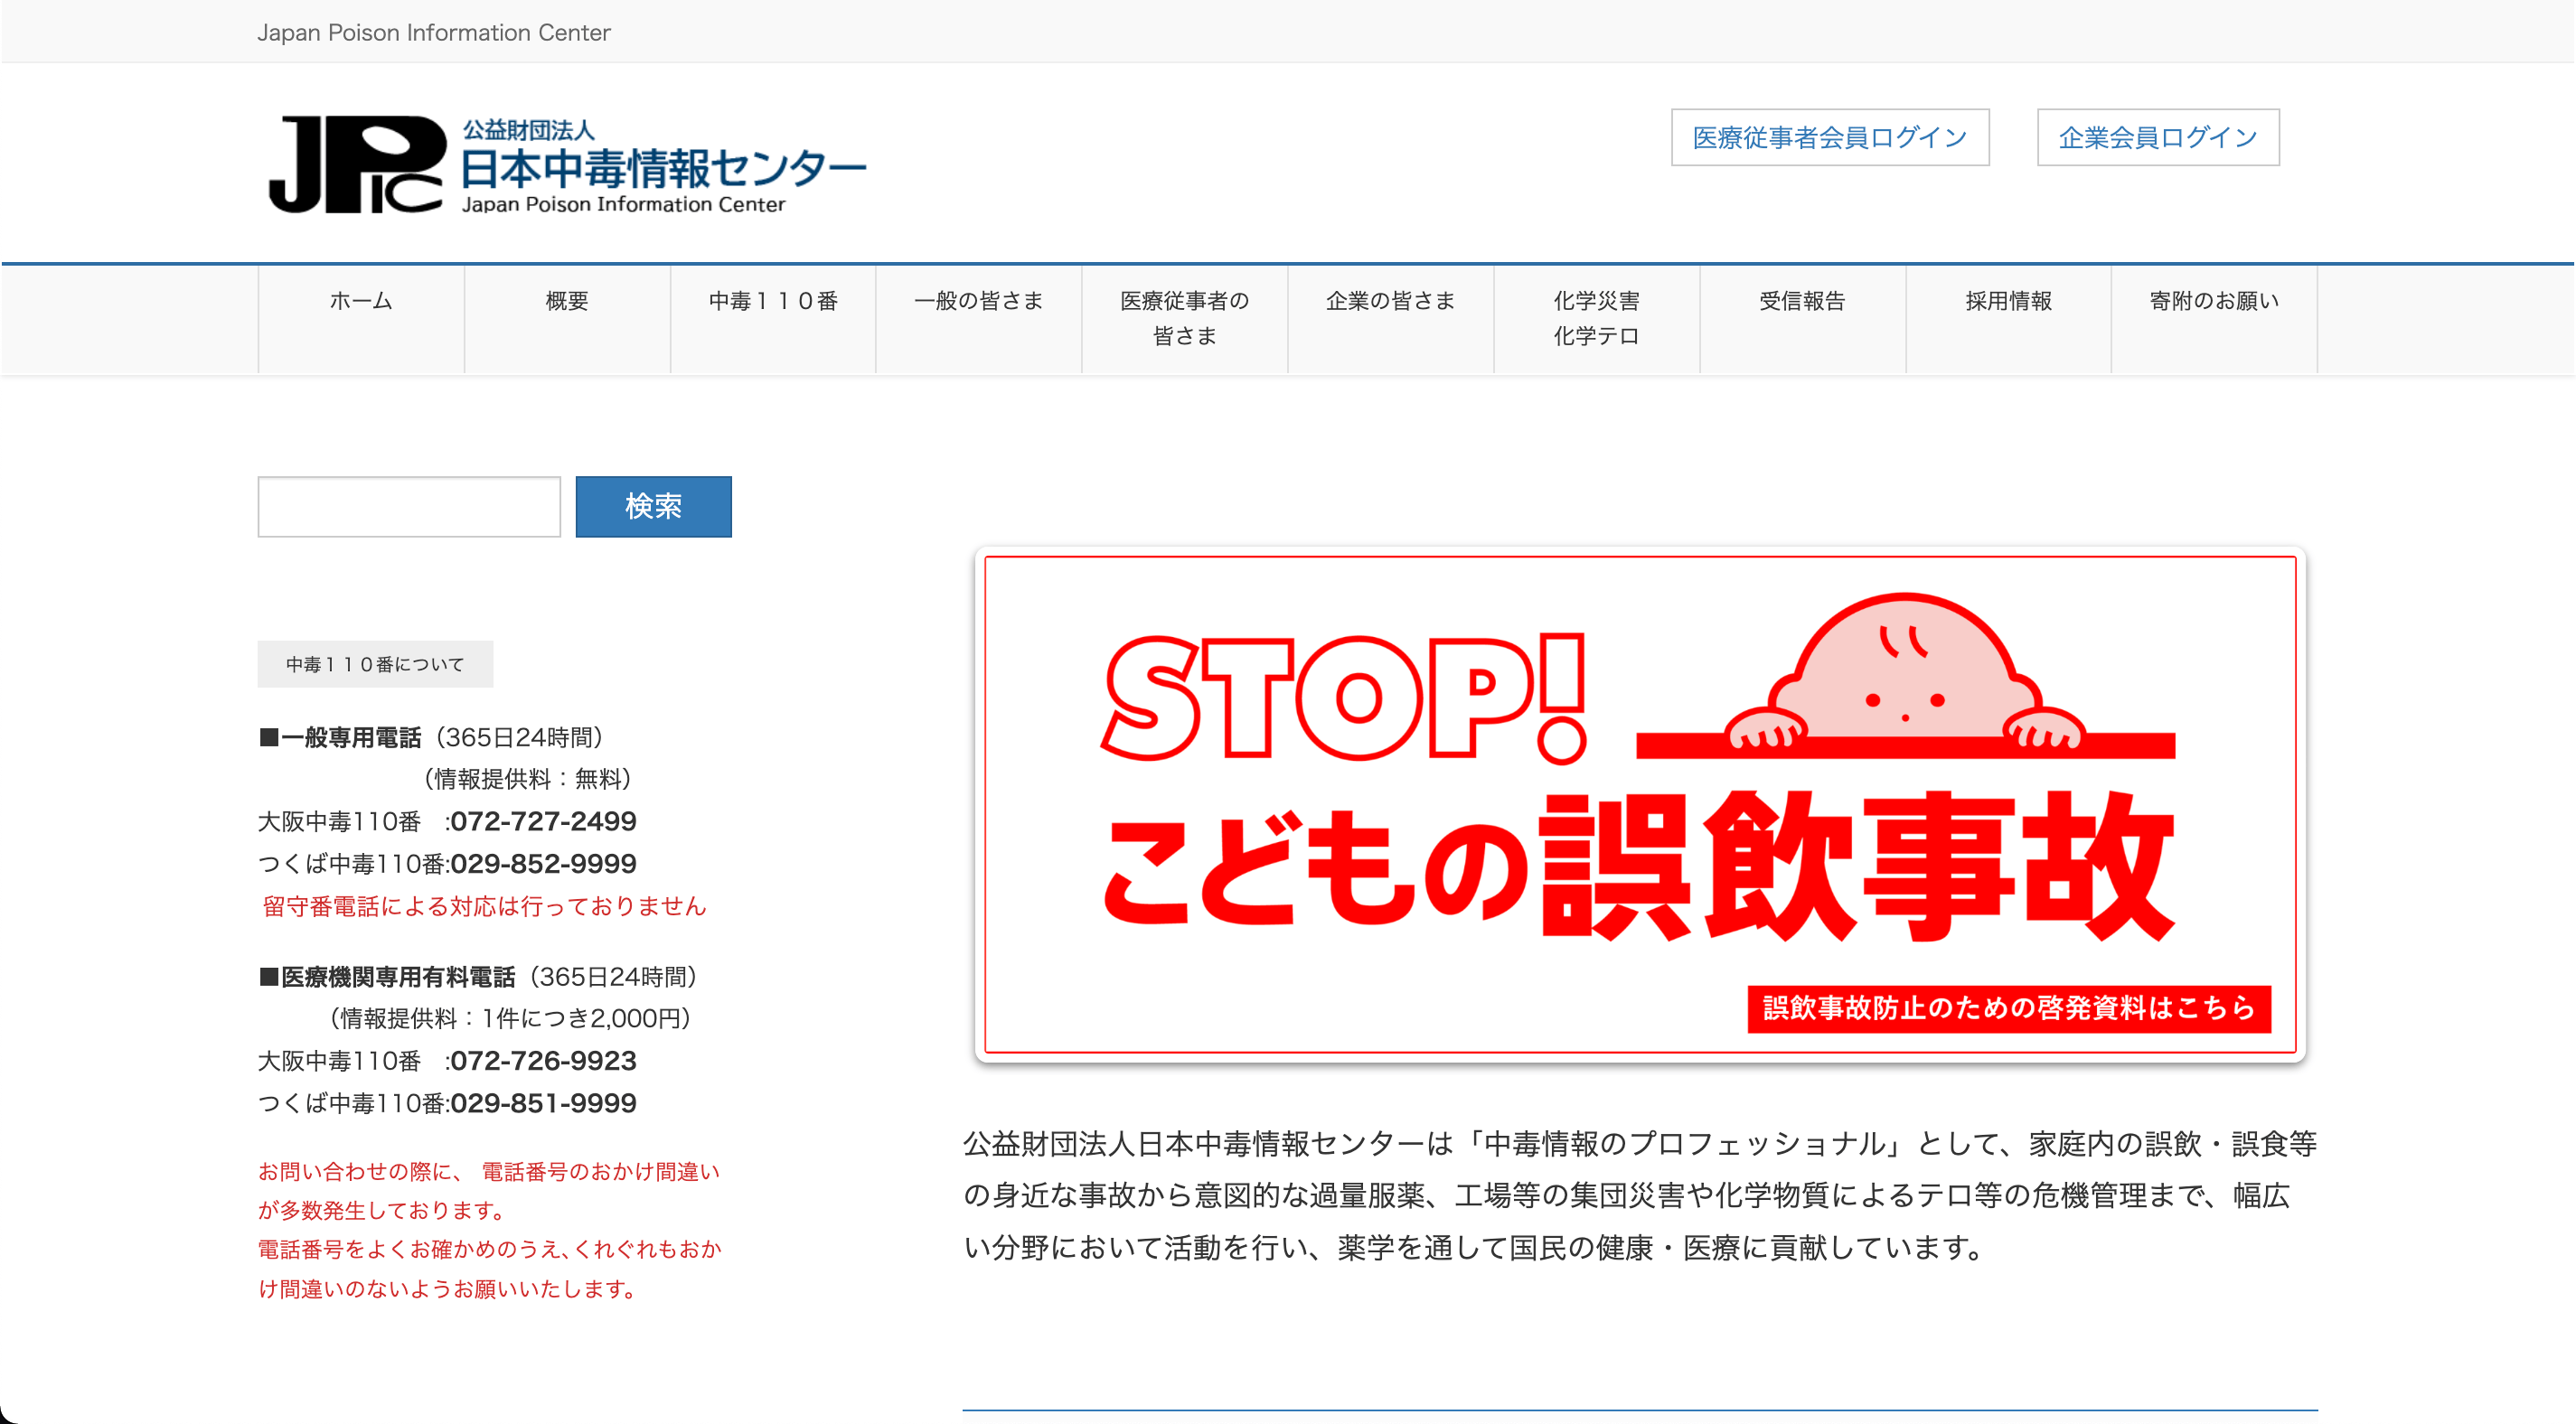 Japan Poison Information Center
JPIC
公益財団法人
日本中毒情報センター
Japan Poison Information Center
医療従事者会員ログイン
企業会員ログイン
ホーム
概要
中毒１１０番
一般の皆さま
医療従事者の
皆さま
企業の皆さま
化学災害
化学テロ
受信報告
採用情報
寄附のお願い
検索
中毒１１０番について
■一般専用電話（365日24時間）
（情報提供料：無料）
大阪中毒110番　:072-727-2499
つくば中毒110番:029-852-9999
留守番電話による対応は行っておりません
■医療機関専用有料電話（365日24時間）
（情報提供料：1件につき2,000円）
大阪中毒110番　:072-726-9923
つくば中毒110番:029-851-9999
お問い合わせの際に、 電話番号のおかけ間違い
が多数発生しております。
電話番号をよくお確かめのうえ､くれぐれもおか
け間違いのないようお願いいたします。
STOP!
こどもの誤飲事故
誤飲事故防止のための啓発資料はこちら
公益財団法人日本中毒情報センターは「中毒情報のプロフェッショナル」として、家庭内の誤飲・誤食等
の身近な事故から意図的な過量服薬、工場等の集団災害や化学物質によるテロ等の危機管理まで、幅広
い分野において活動を行い、薬学を通して国民の健康・医療に貢献しています。